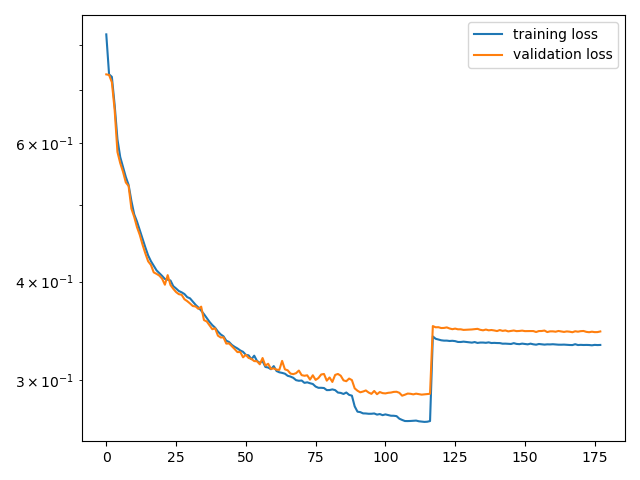 training loss
validation loss
6 × 10⁻¹
4 × 10⁻¹
3 × 10⁻¹
0 25 50 75 100 125 150 175